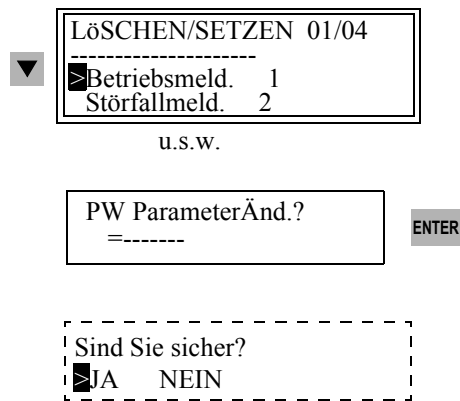 LöSCHEN/SETZEN 01/04
---------------------
▼
>Betriebsmeld. 1
Störfallmeld. 2
u.s.w.
PW ParameterÄnd.?
=-------
ENTER
Sind Sie sicher?
>JA NEIN